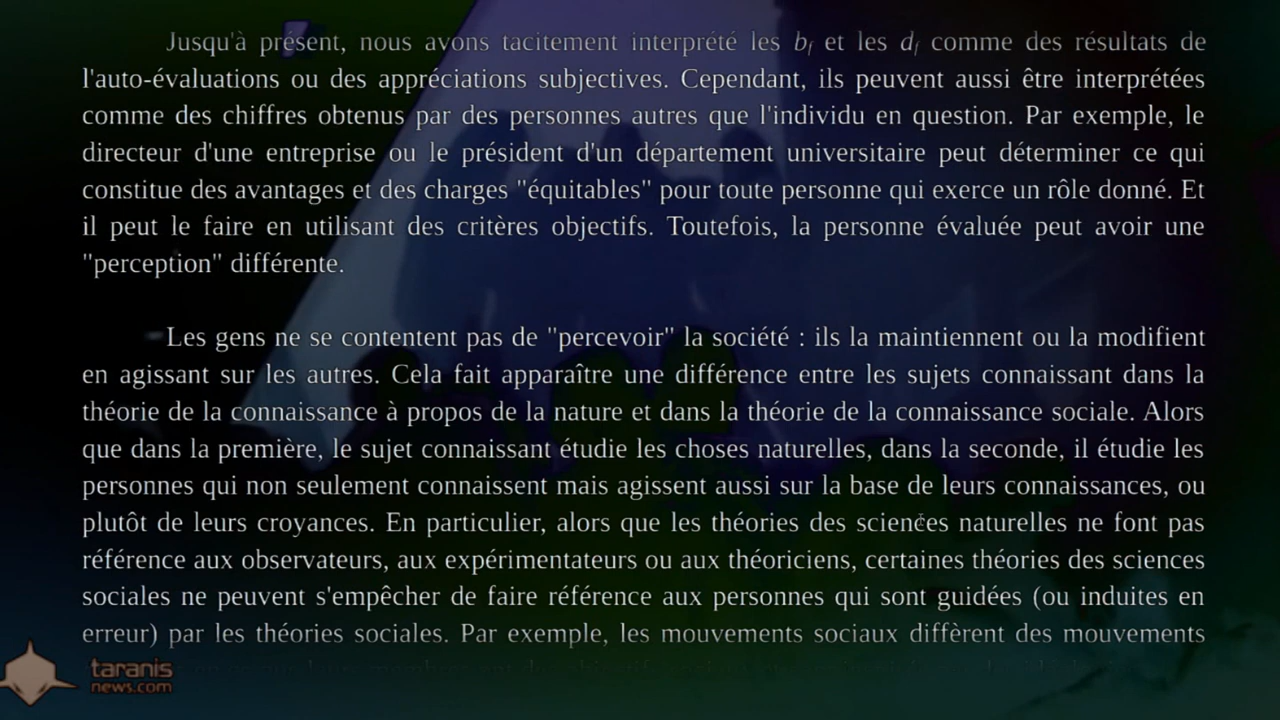 Jusqu'à présent, nous avons tacitement interprété les bf et les df comme des résultats de
l'auto-évaluations ou des appréciations subjectives. Cependant, ils peuvent aussi être interprétées
comme des chiffres obtenus par des personnes autres que l'individu en question. Par exemple, le
directeur d'une entreprise ou le président d'un département universitaire peut déterminer ce qui
constitue des avantages et des charges "équitables" pour toute personne qui exerce un rôle donné. Et
il peut le faire en utilisant des critères objectifs. Toutefois, la personne évaluée peut avoir une
"perception" différente.
Les gens ne se contentent pas de "percevoir" la société : ils la maintiennent ou la modifient
en agissant sur les autres. Cela fait apparaître une différence entre les sujets connaissant dans la
théorie de la connaissance à propos de la nature et dans la théorie de la connaissance sociale. Alors
que dans la première, le sujet connaissant étudie les choses naturelles, dans la seconde, il étudie les
personnes qui non seulement connaissent mais agissent aussi sur la base de leurs connaissances, ou
plutôt de leurs croyances. En particulier, alors que les théories des sciences naturelles ne font pas
référence aux observateurs, aux expérimentateurs ou aux théoriciens, certaines théories des sciences
sociales ne peuvent s'empêcher de faire référence aux personnes qui sont guidées (ou induites en
erreur) par les théories sociales. Par exemple, les mouvements sociaux diffèrent des mouvements
taranis
news.com